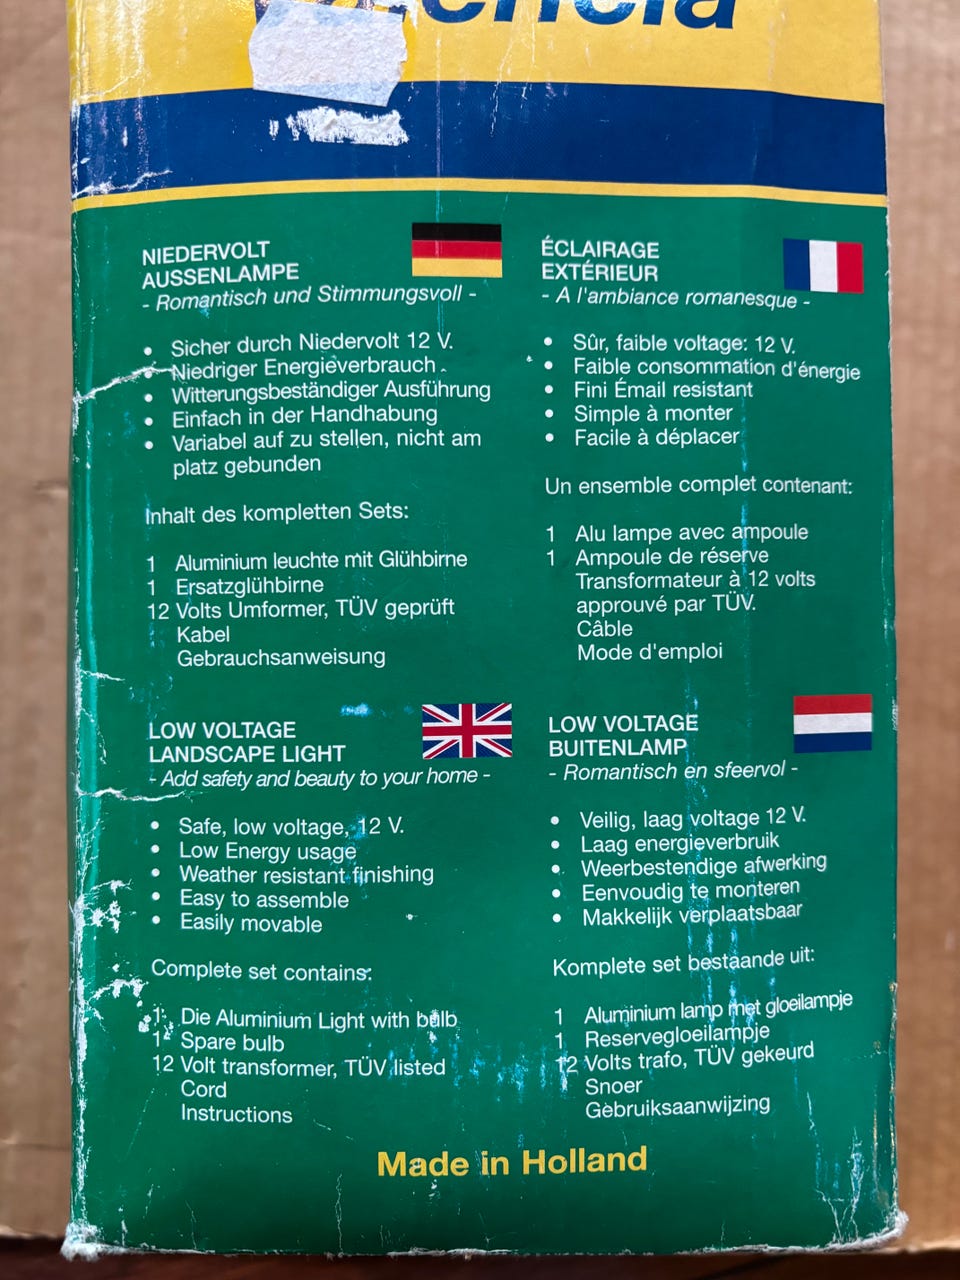 NIEDERVOLT
AUSSENLAMPE
- Romantisch und Stimmungsvoll -
• Sicher durch Niedervolt 12 V.
• Niedriger Energieverbrauch
• Witterungsbeständiger Ausführung
• Einfach in der Handhabung
• Variabel auf zu stellen, nicht am
platz gebunden
Inhalt des kompletten Sets:
1 Aluminium leuchte mit Glühbirne
1 Ersatzglühbirne
12 Volts Umformer, TÜV geprüft
Kabel
Gebrauchsanweisung
ÉCLAIRAGE
EXTÉRIEUR
- A l'ambiance romanesque -
• Sûr, faible voltage: 12 V.
• Faible consommation d'énergie
• Fini Émail resistant
• Simple à monter
• Facile à déplacer
Un ensemble complet contenant:
1 Alu lampe avec ampoule
1 Ampoule de réserve
Transformateur à 12 volts
approuvé par TÜV.
Câble
Mode d'emploi
LOW VOLTAGE
LANDSCAPE LIGHT
- Add safety and beauty to your home -
• Safe, low voltage, 12 V.
• Low Energy usage
• Weather resistant finishing
• Easy to assemble
• Easily movable
Complete set contains:
1 Die Aluminium Light with bulb
1 Spare bulb
12 Volt transformer, TÜV listed
Cord
Instructions
LOW VOLTAGE
BUITENLAMP
- Romantisch en sfeervol -
• Veilig, laag voltage 12 V.
• Laag energieverbruik
• Weerbestendige afwerking
• Eenvoudig te monteren
• Makkelijk verplaatsbaar
Komplete set bestaande uit:
1 Aluminium lamp met gloeilampje
1 Reservegloeilampje
12 Volts trafo, TÜV gekeurd
Snoer
Gebruiksaanwijzing
Made in Holland